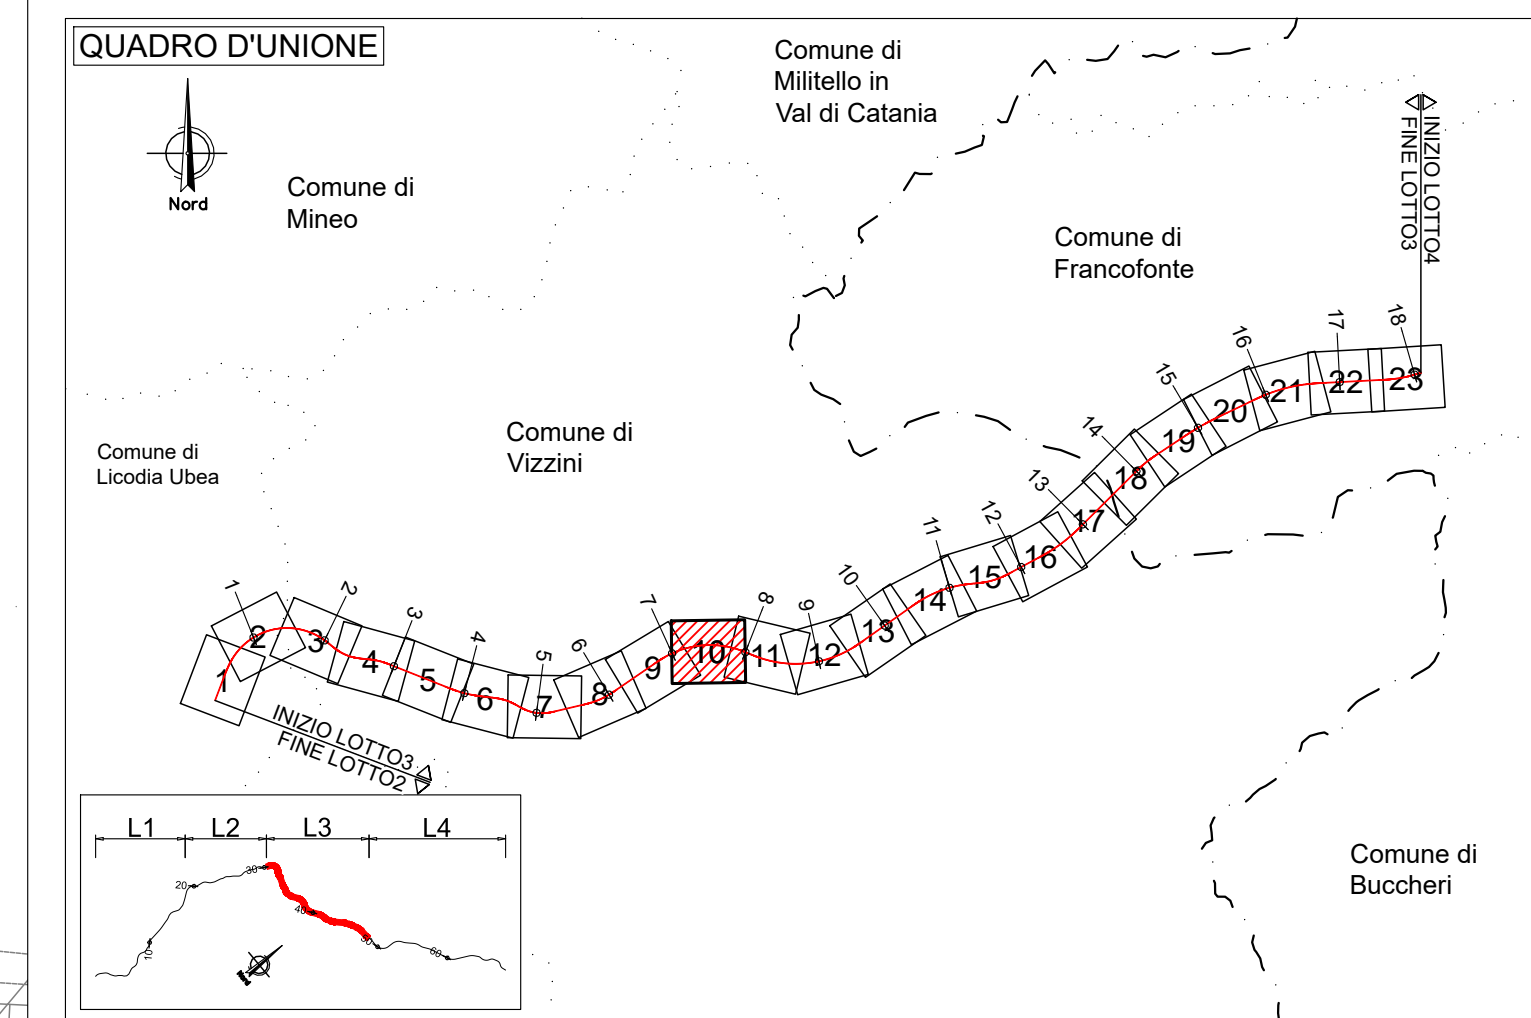 QUADRO D'UNIONE
Nord
Comune di
Mineo
Comune di
Militello in
Val di Catania
Comune di
Francofonte
INIZIO LOTTO4
FINE LOTTO3
Comune di
Licodia Ubea
Comune di
Vizzini
1
2
3
4
5
6
7
8
9
10
11
12
13
14
15
16
17
18
1
2
3
4
5
6
7
8
9
10
11
12
13
14
15
16
17
18
19
20
21
22
23
INIZIO LOTTO3
FINE LOTTO2
Comune di
Buccheri
L1
L2
L3
L4
10
20
30
40
50
60
Nord